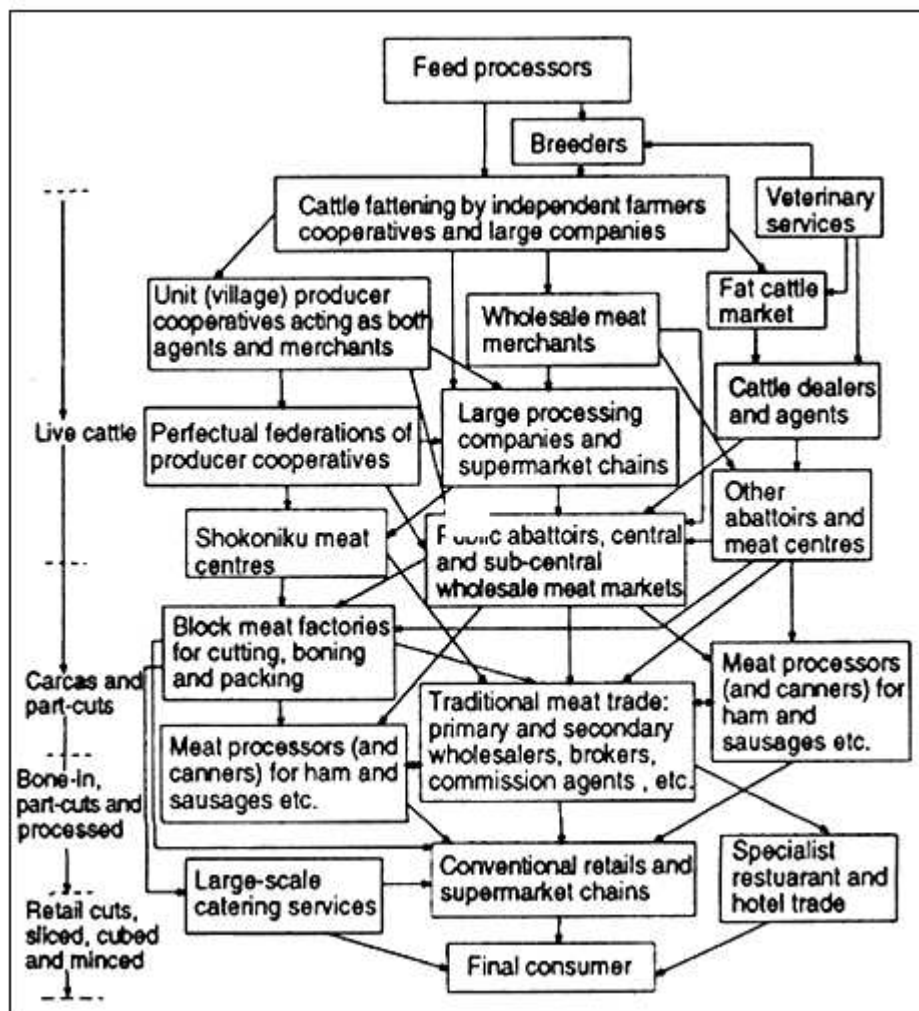 Feed processors
Breeders
Cattle fattening by independent farmers
cooperatives and large companies
Veterinary
services
Unit (village) producer
cooperatives acting as both
agents and merchants
Wholesale meat
merchants
Fat cattle
market
Live cattle
Perfectual federations of
producer cooperatives
Large processing
companies and
supermarket chains
Cattle dealers
and agents
Shokoniku meat
centres
Public abattoirs, central
and sub-central
wholesale meat markets
Other
abattoirs and
meat centres
Carcas and
part-cuts
Block meat factories
for cutting, boning
and packing
Meat processors (and
canners) for ham and
sausages etc.
Traditional meat trade:
primary and secondary
wholesalers, brokers,
commission agents , etc.
Meat processors
(and canners) for
ham and
sausages etc.
Bone-in,
part-cuts and
processed
Large-scale
catering services
Conventional retails and
supermarket chains
Specialist
restuarant and
hotel trade
Retail cuts,
sliced, cubed
and minced
Final consumer